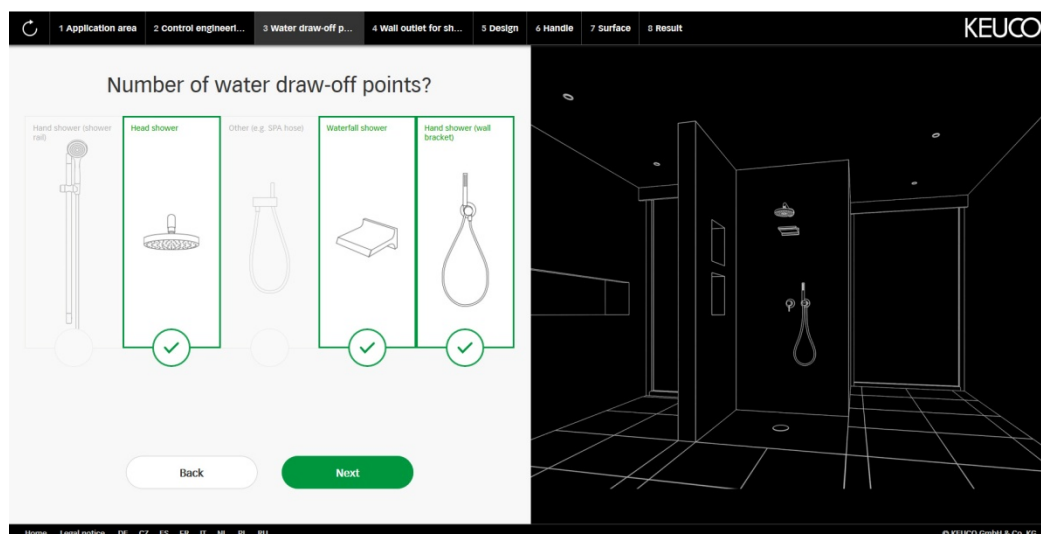 1 Application area
2 Control engineeri...
3 Water draw-off p...
4 Wall outlet for sh...
5 Design
6 Handle
7 Surface
8 Result
KEUCO
Number of water draw-off points?
Hand shower (shower
rail)
Head shower
Other (e.g. SPA hose)
Waterfall shower
Hand shower (wall
bracket)
Back
Next
Home Legal notice DE CZ ES FR IT NL PL RU
© KEUCO GmbH & Co. KG